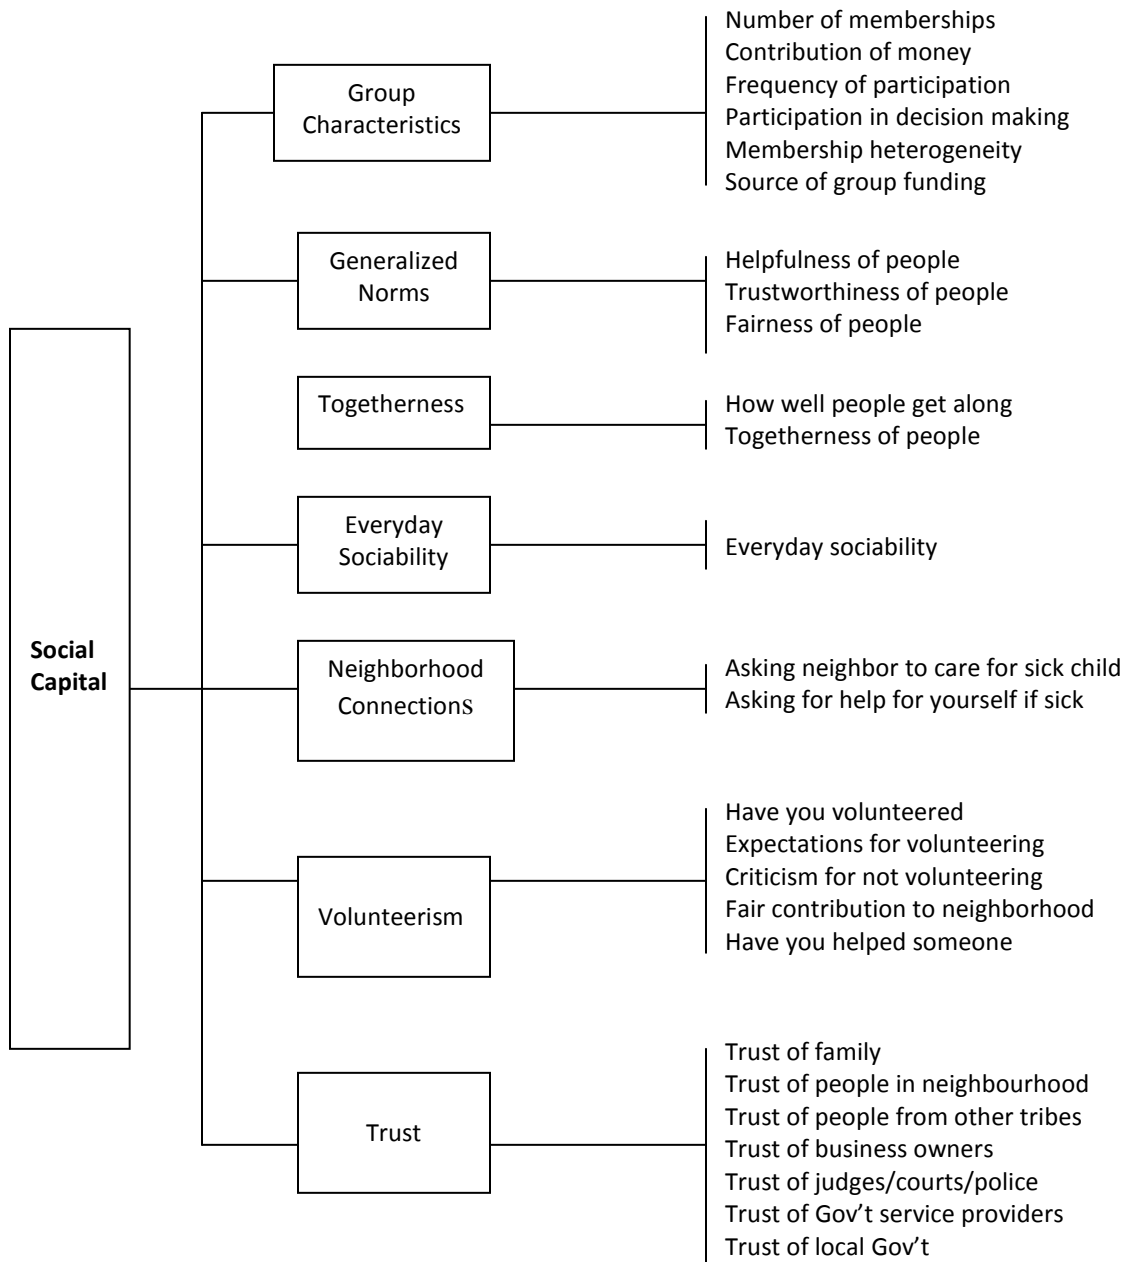 Social
Capital
Group
Characteristics
Number of memberships
Contribution of money
Frequency of participation
Participation in decision making
Membership heterogeneity
Source of group funding
Generalized
Norms
Helpfulness of people
Trustworthiness of people
Fairness of people
Togetherness
How well people get along
Togetherness of people
Everyday
Sociability
Everyday sociability
Neighborhood
Connections
Asking neighbor to care for sick child
Asking for help for yourself if sick
Volunteerism
Have you volunteered
Expectations for volunteering
Criticism for not volunteering
Fair contribution to neighborhood
Have you helped someone
Trust
Trust of family
Trust of people in neighbourhood
Trust of people from other tribes
Trust of business owners
Trust of judges/courts/police
Trust of Gov’t service providers
Trust of local Gov’t